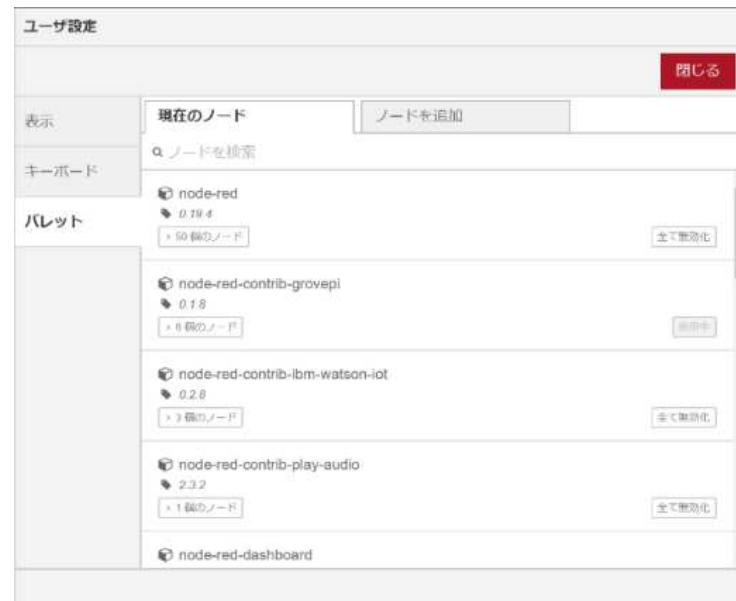 ユーザ設定
閉じる
表示
キーボード
パレット
現在のノード
ノードを追加
ノードを検索
node-red
0.19.4
> 50 個のノード
全て無効化
node-red-contrib-grovepi
0.1.8
> 6 個のノード
使用中
node-red-contrib-ibm-watson-iot
0.2.8
> 3 個のノード
全て無効化
node-red-contrib-play-audio
2.3.2
> 1 個のノード
全て無効化
node-red-dashboard